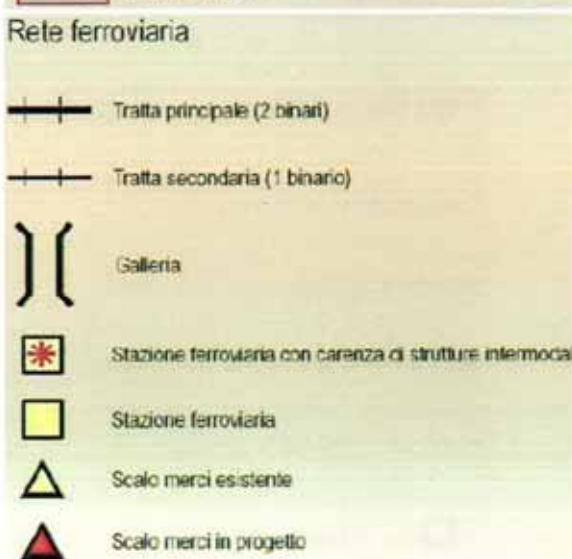 Rete ferroviaria
Tratta principale (2 binari)
Tratta secondaria (1 binario)
Galleria
Stazione ferroviaria con carenza di strutture intermodal
Stazione ferroviaria
Scalo merci esistente
Scalo merci in progetto